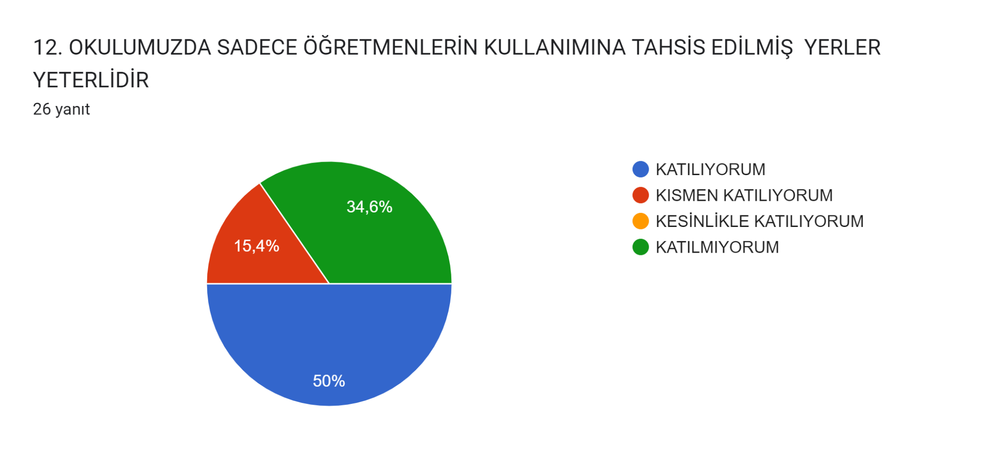 12. OKULUMUZDA SADECE ÖĞRETMENLERİN KULLANIMINA TAHSİS EDİLMİŞ  YERLER
YETERLİDİR
26 yanıt
34,6%
15,4%
50%
KATILIYORUM
KISMEN KATILIYORUM
KESİNLİKLE KATILIYORUM
KATILMIYORUM